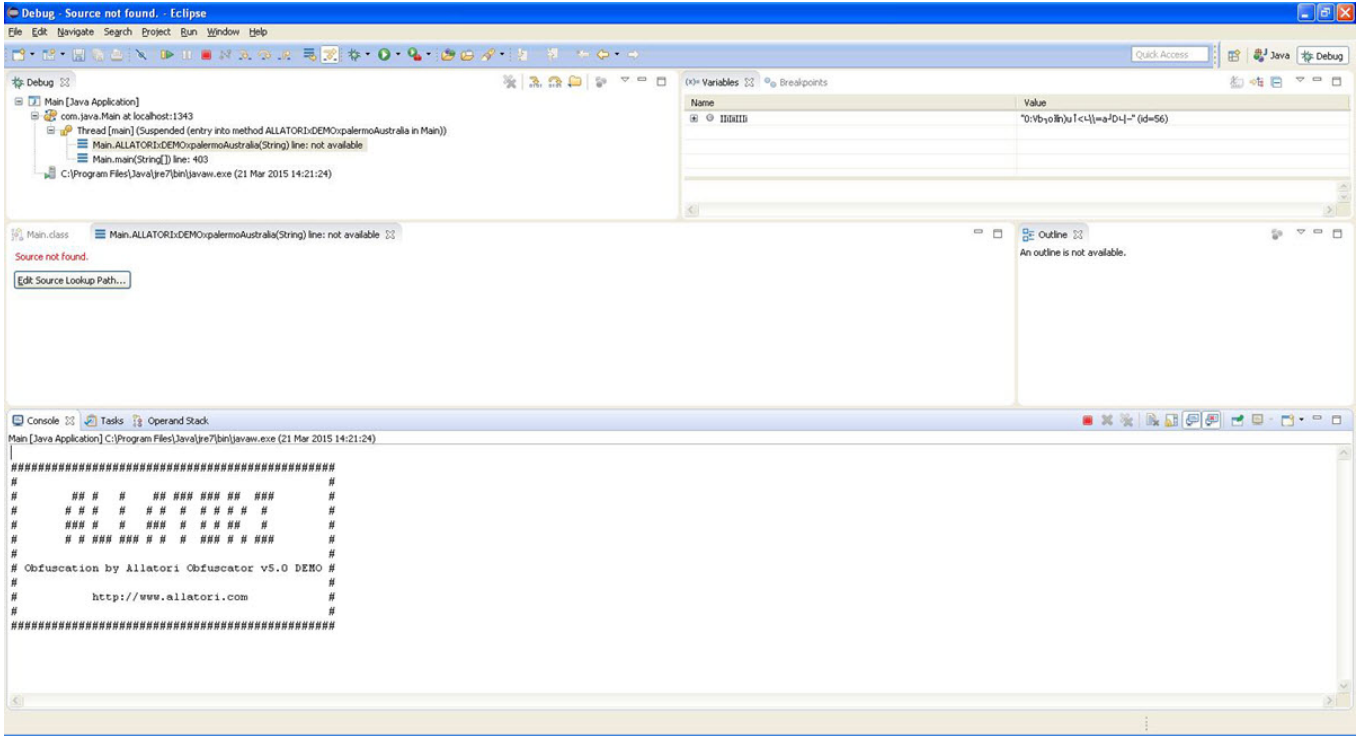 Debug - Source not found. - Eclipse
File Edit Navigate Search Project Run Window Help
Quick Access Java Debug
Debug
Main [Java Application]
com.java.Main at localhost:1343
Thread [main] (Suspended (entry into method ALLATORIxDEMOxpalermoAustralia in Main))
Main.ALLATORIxDEMOxpalermoAustralia(String) line: not available
Main.main(String[]) line: 403
C:\Program Files\Java\jre7\bin\javaw.exe (21 Mar 2015 14:21:24)
(x)= Variables Breakpoints
Name Value
(id=56)
Main.class Main.ALLATORIxDEMOxpalermoAustralia(String) line: not available
Source not found.
Edit Source Lookup Path...
Outline
An outline is not available.
Console Tasks Operand Stack
Main [Java Application] C:\Program Files\Java\jre7\bin\javaw.exe (21 Mar 2015 14:21:24)
################################################
# #
# ## # # ## ### ### ## ### #
# # # # # # # # # # # # # #
# ### # # ### # # # ## # #
# # # ### ### # # # ### # # ### #
# #
# Obfuscation by Allatori Obfuscator v5.0 DEMO #
# #
# http://www.allatori.com #
# #
################################################